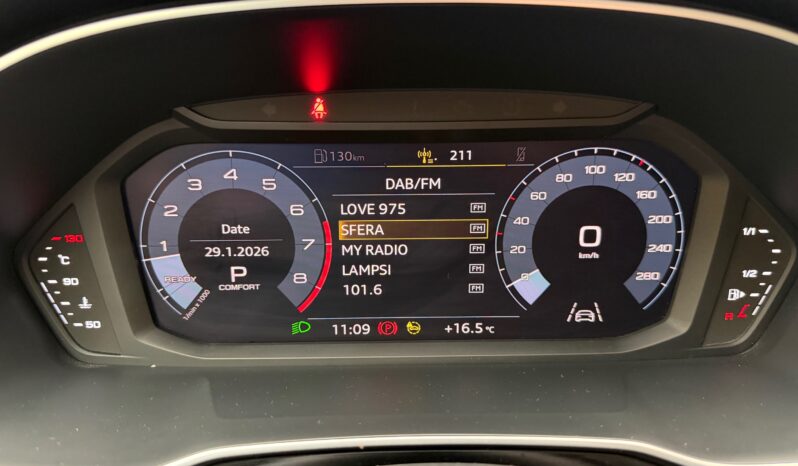 130 km
211
DAB/FM
LOVE 975 FM
SFERA FM
MY RADIO FM
LAMPSI FM
101.6 FM
Date
29.1.2026
P
COMFORT
READY
1 2 3 4 5 6 7 8
1/min x 1000
0
km/h
20 40 60 80 100 120 160 200 240 280
130
°C
90
50
1/1
1/2
R
11:09
P
+16.5 °C